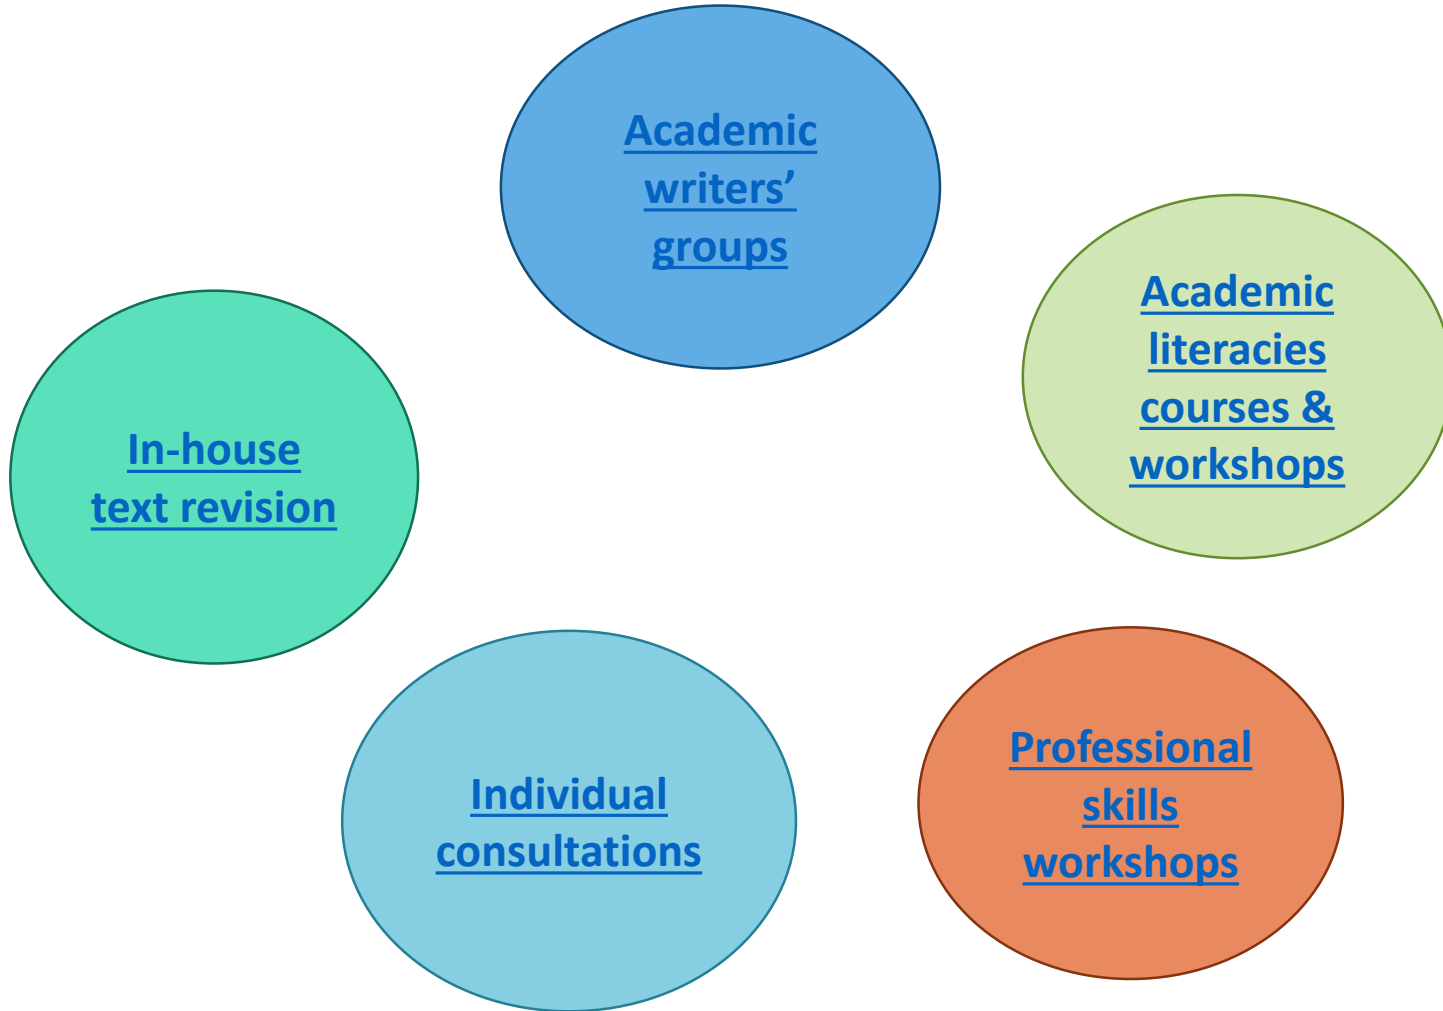 Academic
writers’
groups
Academic
literacies
courses &
workshops
In-house
text revision
Professional
skills
workshops
Individual
consultations